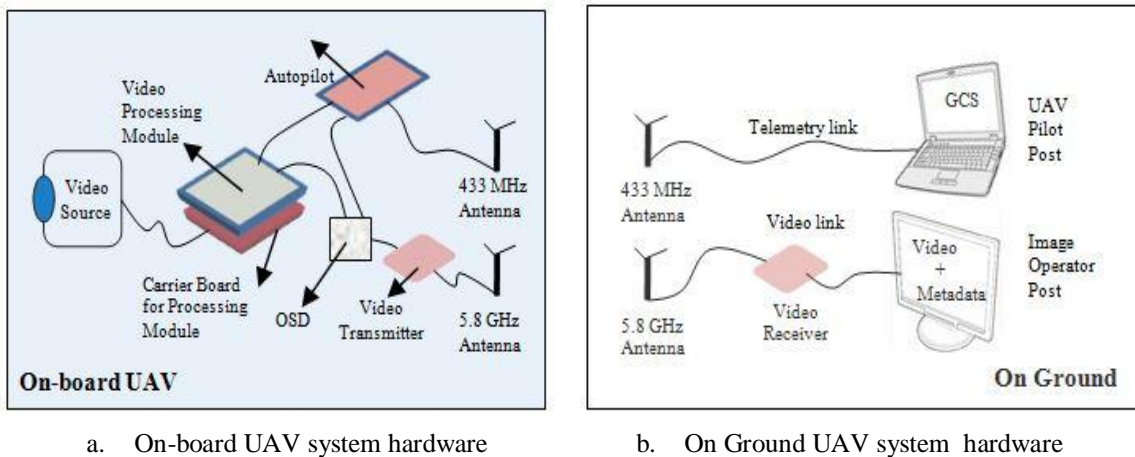 Autopilot
Video
Processing
Module
Video
Source
433 MHz
Antenna
Carrier Board
for Processing
Module
OSD
Video
Transmitter
5.8 GHz
Antenna
On-board UAV
GCS
UAV
Pilot
Post
Telemetry link
433 MHz
Antenna
Video link
Video
+
Metadata
Image
Operator
Post
5.8 GHz
Antenna
Video
Receiver
On Ground
a. On-board UAV system hardware
b. On Ground UAV system hardware